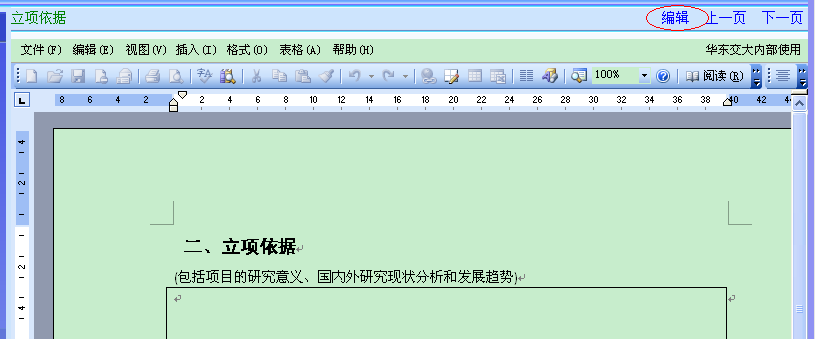 立项依据 编辑 上一页 下一页
文件(F) 编辑(E) 视图(V) 插入(I) 格式(O) 表格(A) 帮助(H) 华东交大内部使用
100% 阅读(R)
8 6 4 2 2 4 6 8 10 12 14 16 18 20 22 24 26 28 30 32 34 36 38 40 42
4
2
2
4
二、立项依据
(包括项目的研究意义、国内外研究现状分析和发展趋势)